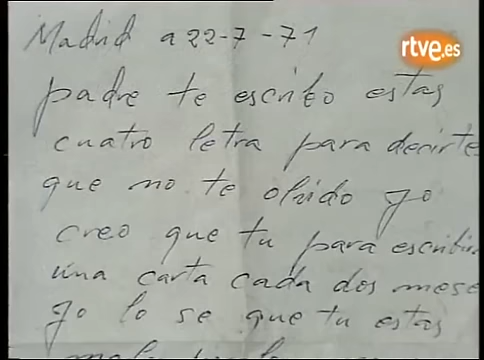 Madrid a 22-7-71
rtve.es
padre te escribo estas
cuatro letra para decirte
que no te olvido yo
creo que tu para escribir
una carta cada dos mese
yo lo se que tu estas